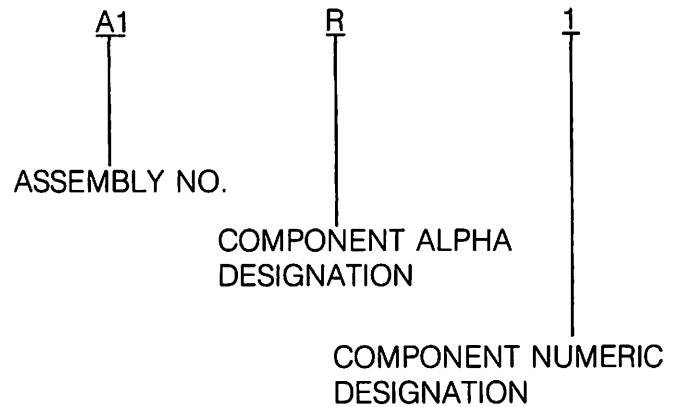 A1 R 1
ASSEMBLY NO.
COMPONENT ALPHA
DESIGNATION
COMPONENT NUMERIC
DESIGNATION